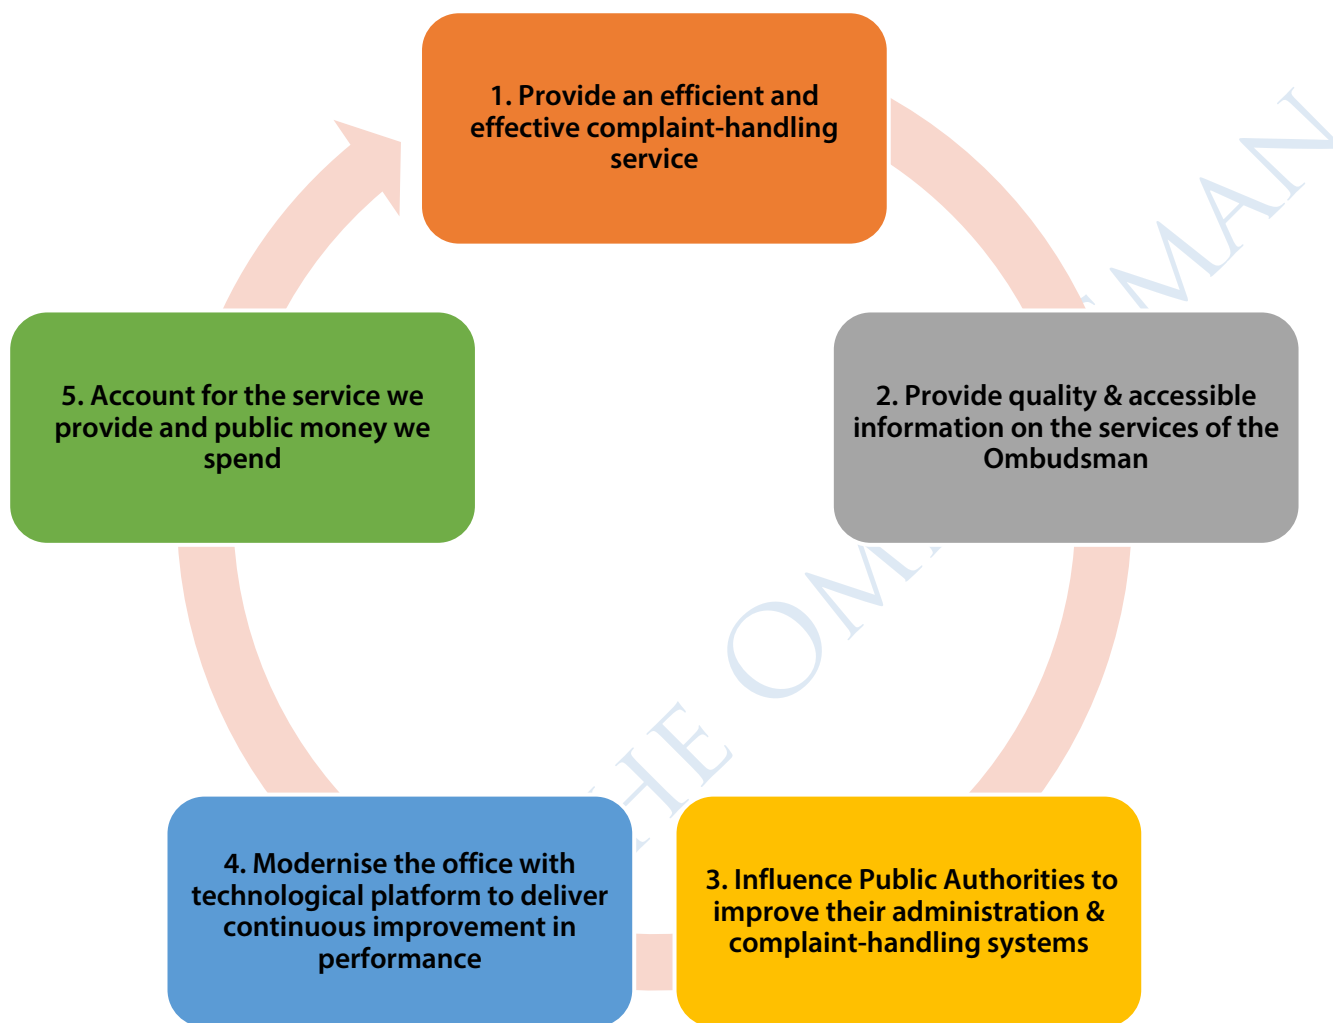 1. Provide an efficient and
effective complaint-handling
service
2. Provide quality & accessible
information on the services of the
Ombudsman
3. Influence Public Authorities to
improve their administration &
complaint-handling systems
4. Modernise the office with
technological platform to deliver
continuous improvement in
performance
5. Account for the service we
provide and public money we
spend